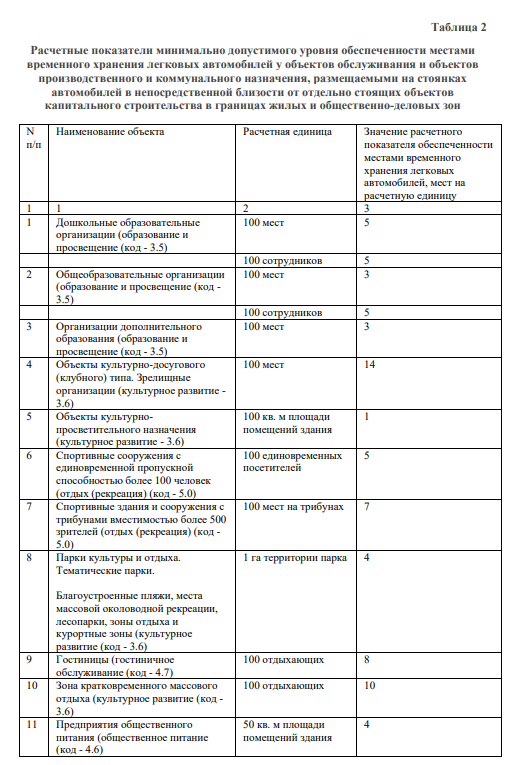 Таблица 2
Расчетные показатели минимально допустимого уровня обеспеченности местами
временного хранения легковых автомобилей у объектов обслуживания и объектов
производственного и коммунального назначения, размещаемыми на стоянках
автомобилей в непосредственной близости от отдельно стоящих объектов
капитального строительства в границах жилых и общественно-деловых зон
N п/п Наименование объекта Расчетная единица Значение расчетного
показателя обеспеченности
местами временного
хранения легковых
автомобилей, мест на
расчетную единицу
1 1 2 3
1 Дошкольные образовательные 100 мест 5
организации (образование и
просвещение (код - 3.5)
100 сотрудников 5
2 Общеобразовательные организации 100 мест 3
(образование и просвещение (код -
3.5)
100 сотрудников 5
3 Организации дополнительного 100 мест 3
образования (образование и
просвещение (код - 3.5)
4 Объекты культурно-досугового 100 мест 14
(клубного) типа. Зрелищные
организации (культурное развитие -
3.6)
5 Объекты культурно- 100 кв. м площади 1
просветительного назначения помещений здания
(культурное развитие - 3.6)
6 Спортивные сооружения с 100 единовременных 5
единовременной пропускной посетителей
способностью более 100 человек
(отдых (рекреация) (код - 5.0)
7 Спортивные здания и сооружения с 100 мест на трибунах 7
трибунами вместимостью более 500
зрителей (отдых (рекреация) (код -
5.0)
8 Парки культуры и отдыха. 1 га территории парка 4
Тематические парки.
Благоустроенные пляжи, места
массовой околоводной рекреации,
лесопарки, зоны отдыха и
курортные зоны (культурное
развитие (код - 3.6)
9 Гостиницы (гостиничное 100 отдыхающих 8
обслуживание (код - 4.7)
10 Зона кратковременного массового 100 отдыхающих 10
отдыха (культурное развитие (код -
3.6)
11 Предприятия общественного 50 кв. м площади 4
питания (общественное питание помещений здания
(код - 4.6)